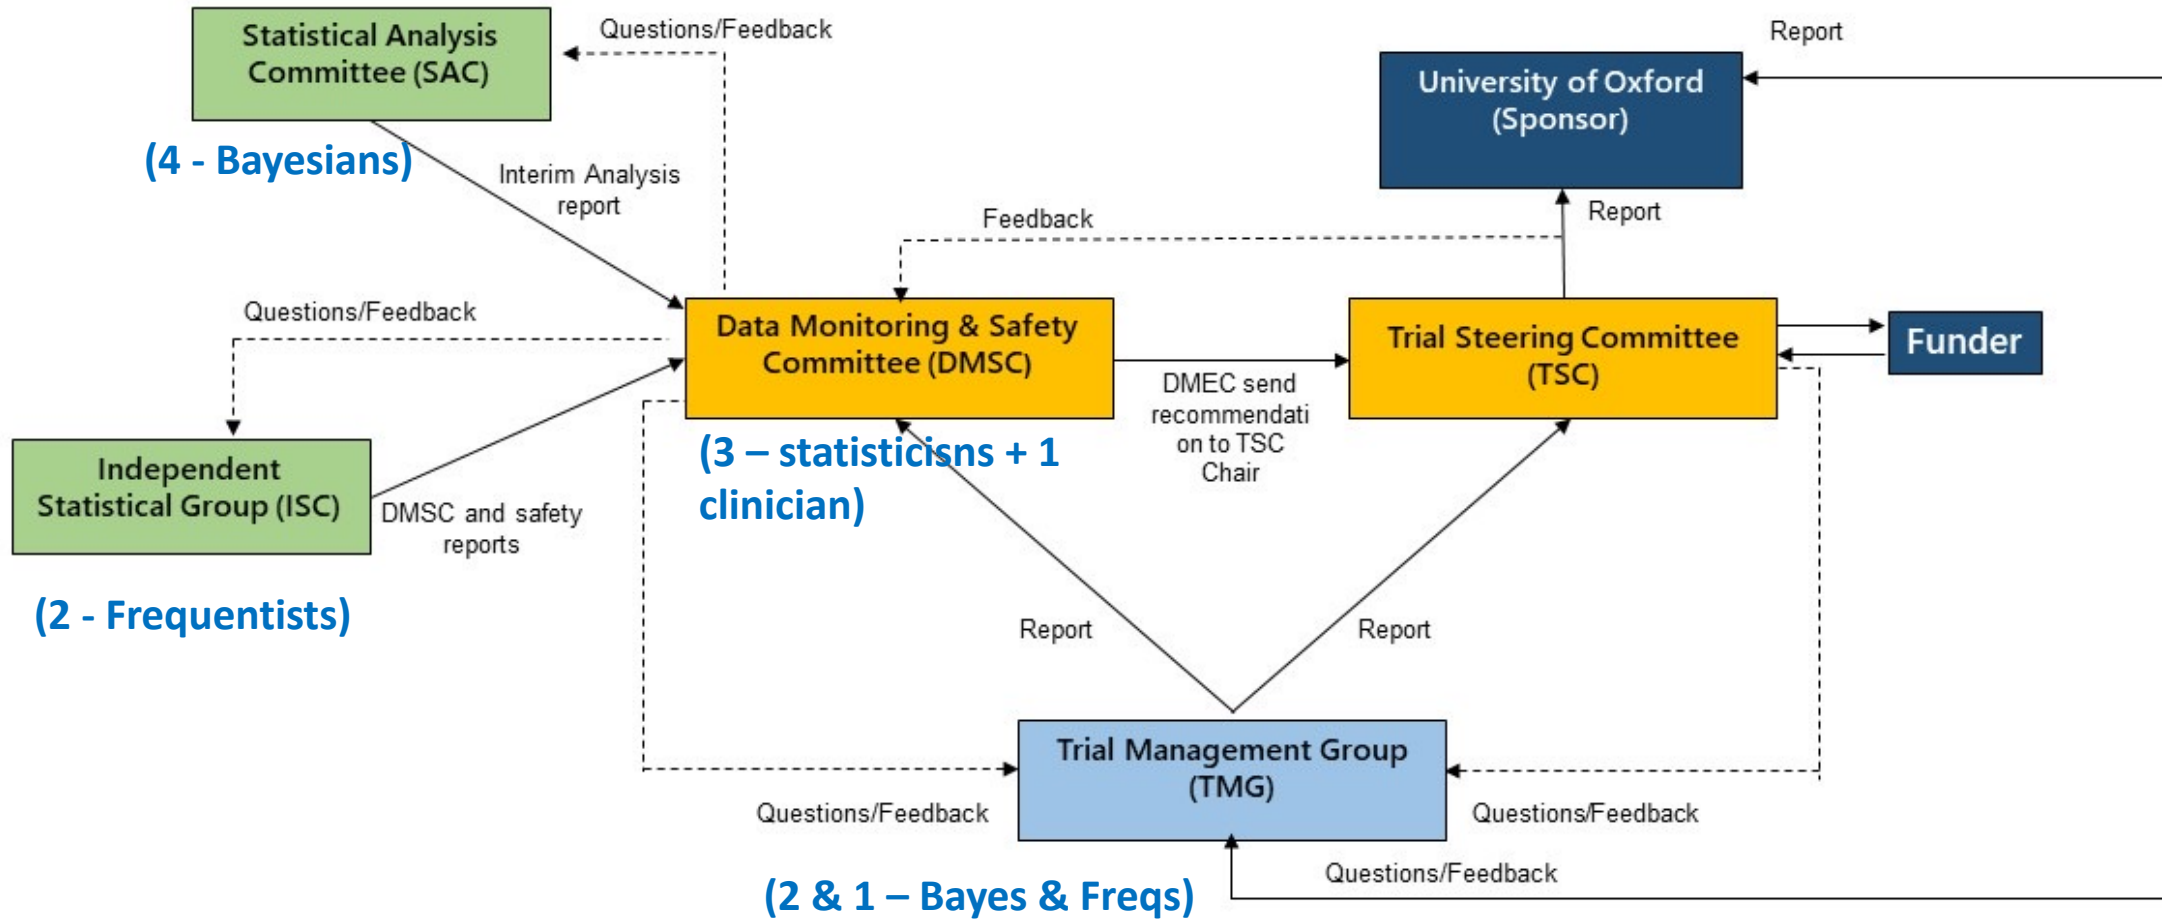 Statistical Analysis
Committee (SAC)
(4 - Bayesians)
Questions/Feedback
Interim Analysis
report
Report
University of Oxford
(Sponsor)
Report
Feedback
Questions/Feedback
Data Monitoring & Safety
Committee (DMSC)
(3 – statisticisns + 1
clinician)
DMEC send
recommendati
on to TSC
Chair
Trial Steering Committee
(TSC)
Funder
Independent
Statistical Group (ISC)
(2 - Frequentists)
DMSC and safety
reports
Report
Report
Trial Management Group
(TMG)
Questions/Feedback
Questions/Feedback
(2 & 1 – Bayes & Freqs)
Questions/Feedback